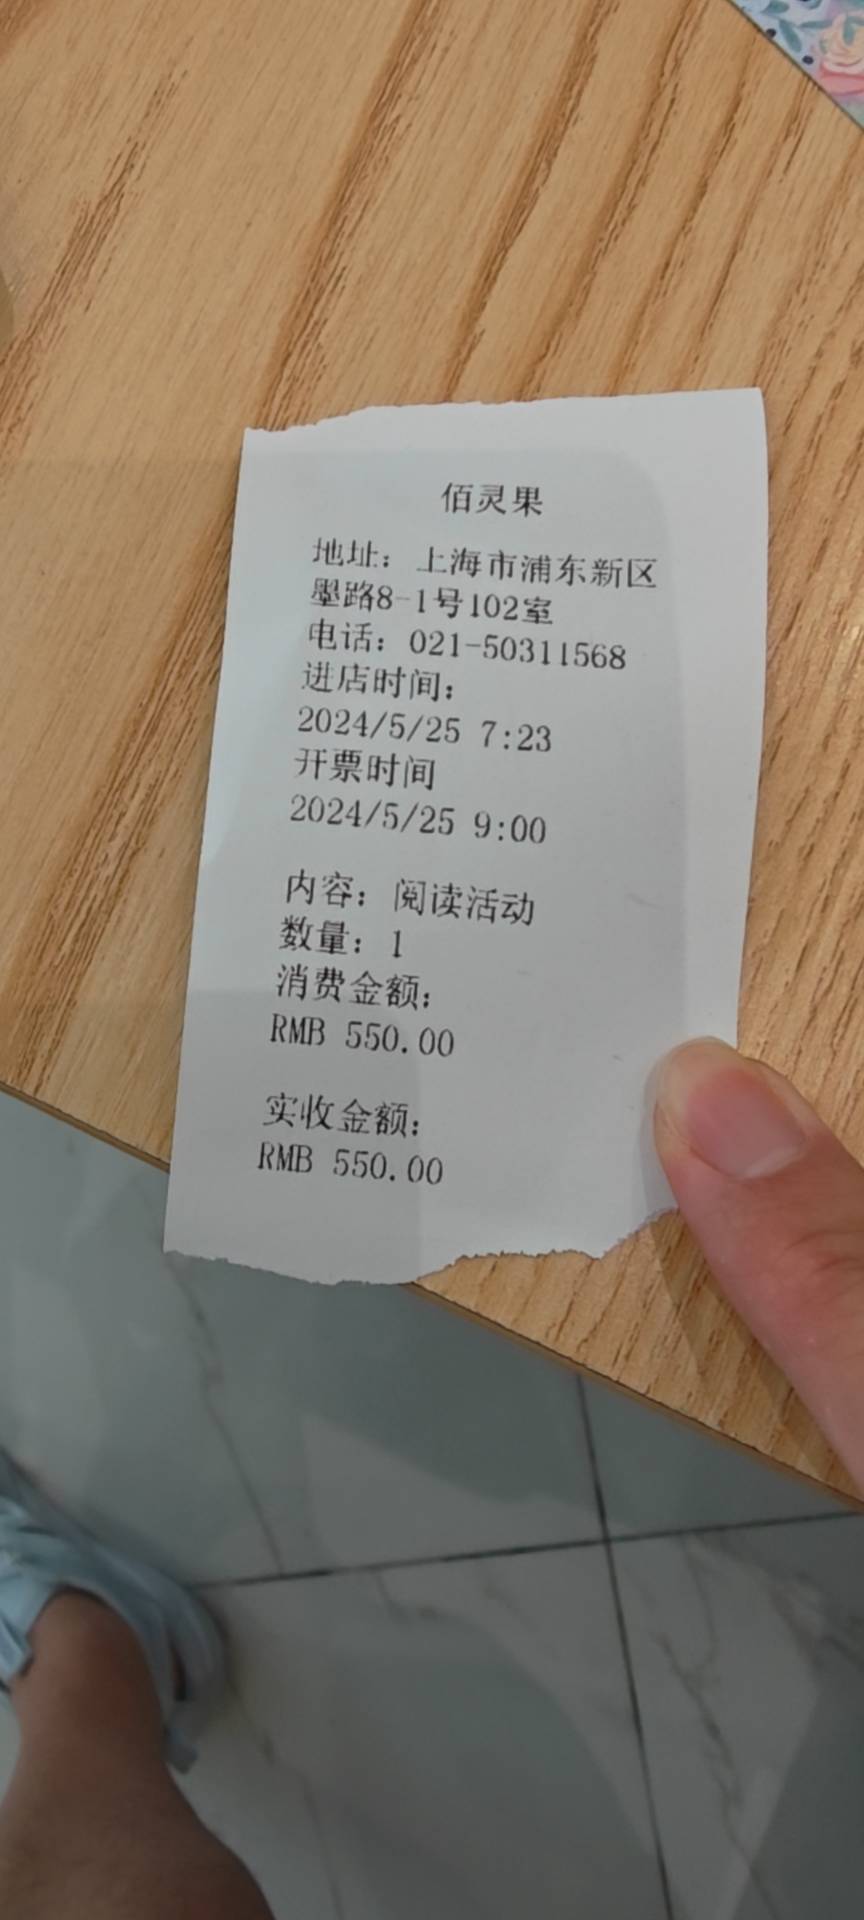 佰灵果
地址：上海市浦东新区
墨路8-1号102室
电话：021-50311568
进店时间：
2024/5/25 7:23
开票时间
2024/5/25 9:00
内容：阅读活动
数量：1
消费金额：
RMB 550.00
实收金额：
RMB 550.00